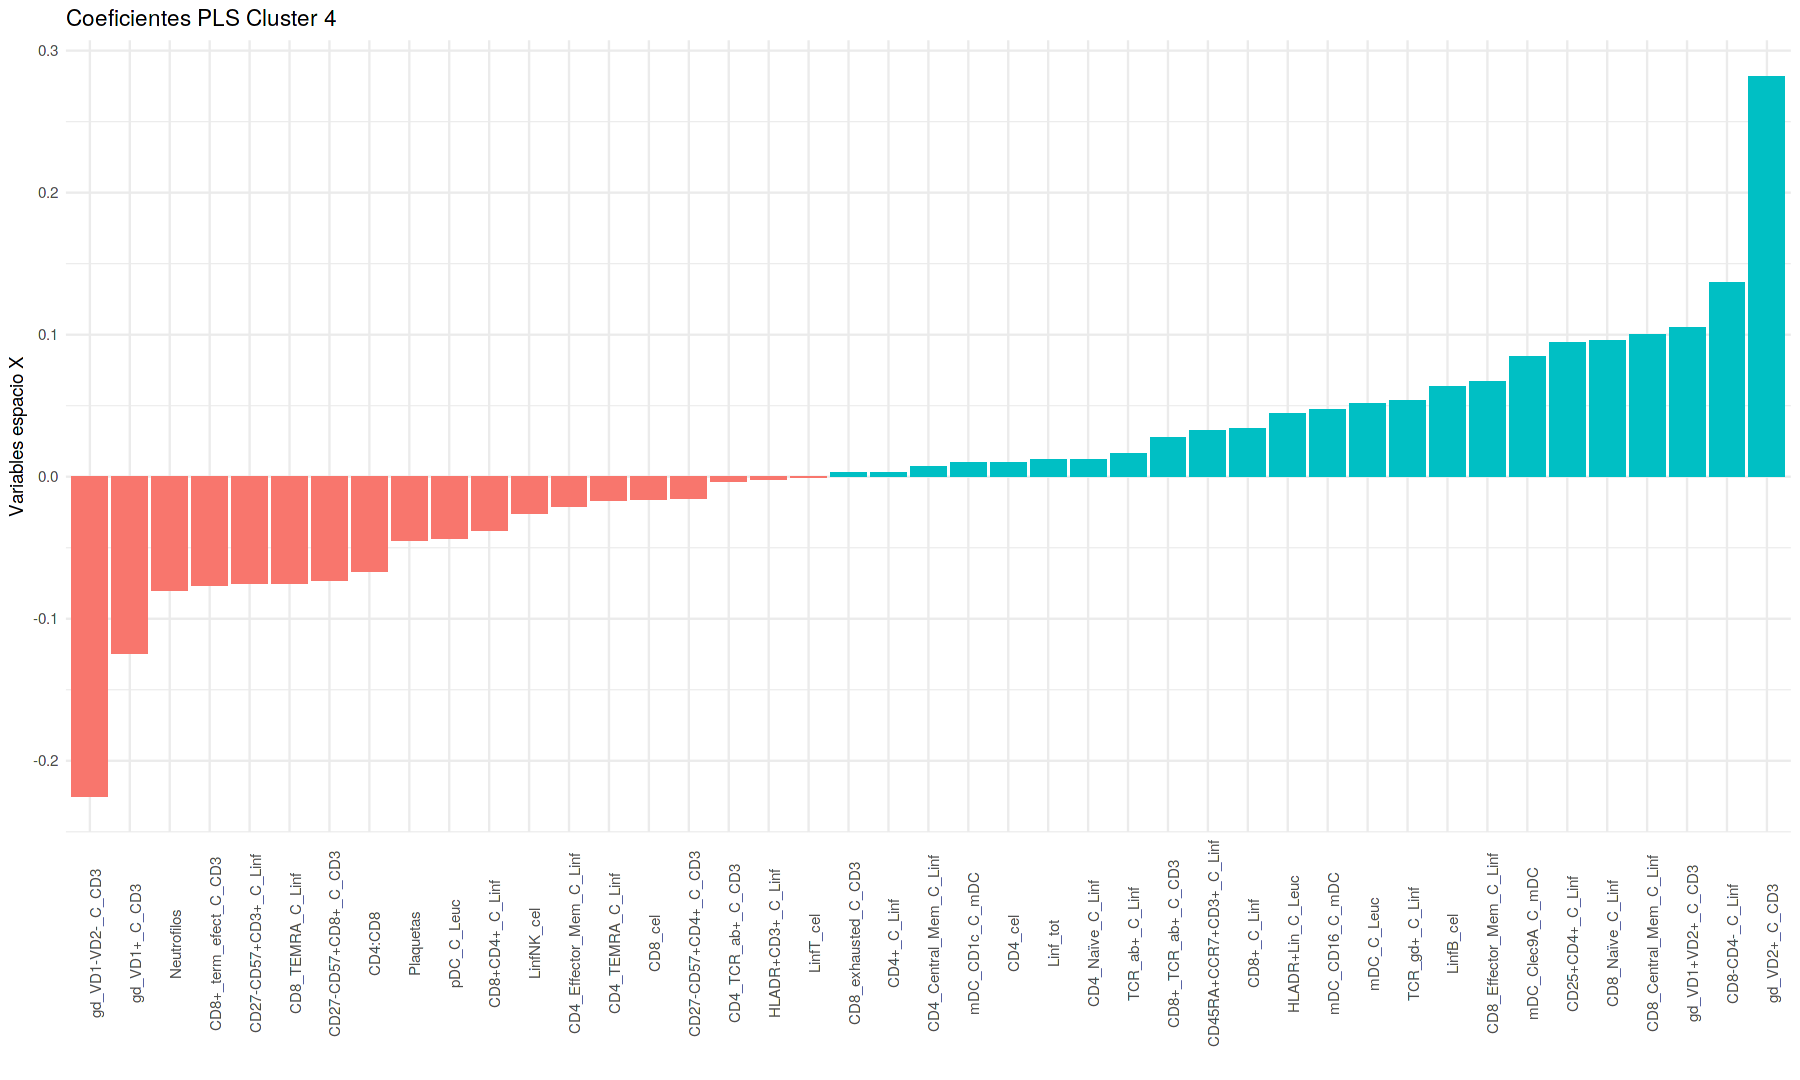 Coeficientes PLS Cluster 4
Variables espacio X
0.3
0.2
0.1
0.0
-0.1
-0.2
gd_VD1-VD2-_C_CD3
gd_VD1+_C_CD3
Neutrofilos
CD8+_term_efect_C_CD3
CD27-CD57+CD3+_C_Linf
CD8_TEMRA_C_Linf
CD27-CD57+CD8+_C_CD3
CD4:CD8
Plaquetas
pDC_C_Leuc
CD8+CD4+_C_Linf
LinfNK_cel
CD4_Effector_Mem_C_Linf
CD4_TEMRA_C_Linf
CD8_cel
CD27-CD57+CD4+_C_CD3
CD4_TCR_ab+_C_CD3
HLADR+CD3+_C_Linf
LinfT_cel
CD8_exhausted_C_CD3
CD4+_C_Linf
CD4_Central_Mem_C_Linf
mDC_CD1c_C_mDC
CD4_cel
Linf_tot
CD4_Naïve_C_Linf
TCR_ab+_C_Linf
CD8+_TCR_ab+_C_CD3
CD45RA+CCR7+CD3+_C_Linf
CD8+_C_Linf
HLADR+Lin_C_Leuc
mDC_CD16_C_mDC
mDC_C_Leuc
TCR_gd+_C_Linf
LinfB_cel
CD8_Effector_Mem_C_Linf
mDC_Clec9A_C_mDC
CD25+CD4+_C_Linf
CD8_Naïve_C_Linf
CD8_Central_Mem_C_Linf
gd_VD1+VD2+_C_CD3
CD8-CD4-_C_Linf
gd_VD2+_C_CD3